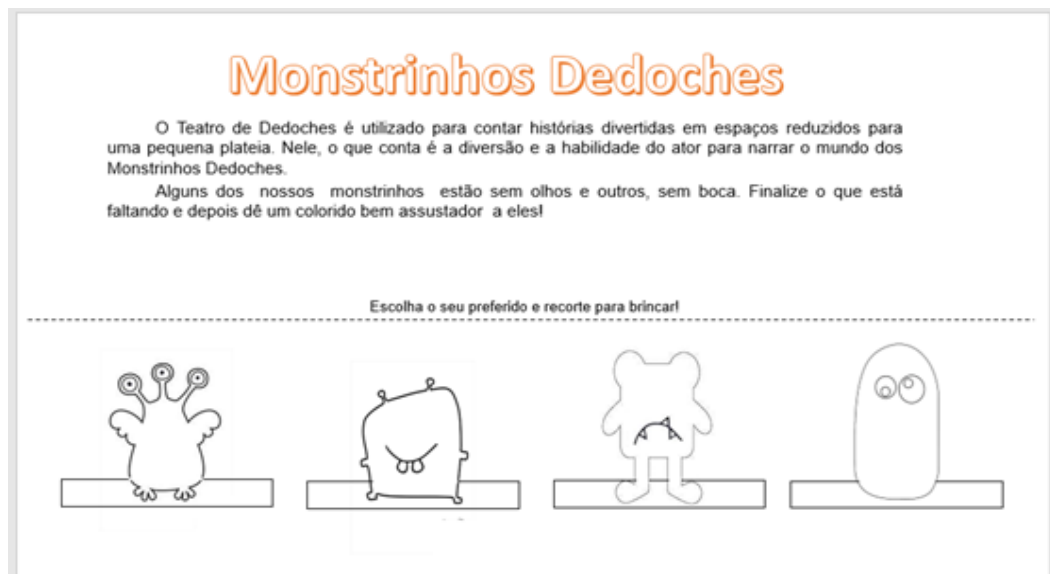 Monstrinhos Dedoches
O Teatro de Dedoches é utilizado para contar histórias divertidas em espaços reduzidos para
uma pequena plateia. Nele, o que conta é a diversão e a habilidade do ator para narrar o mundo dos
Monstrinhos Dedoches.
Alguns dos nossos monstrinhos estão sem olhos e outros, sem boca. Finalize o que está
faltando e depois dê um colorido bem assustador a eles!
Escolha o seu preferido e recorte para brincar!